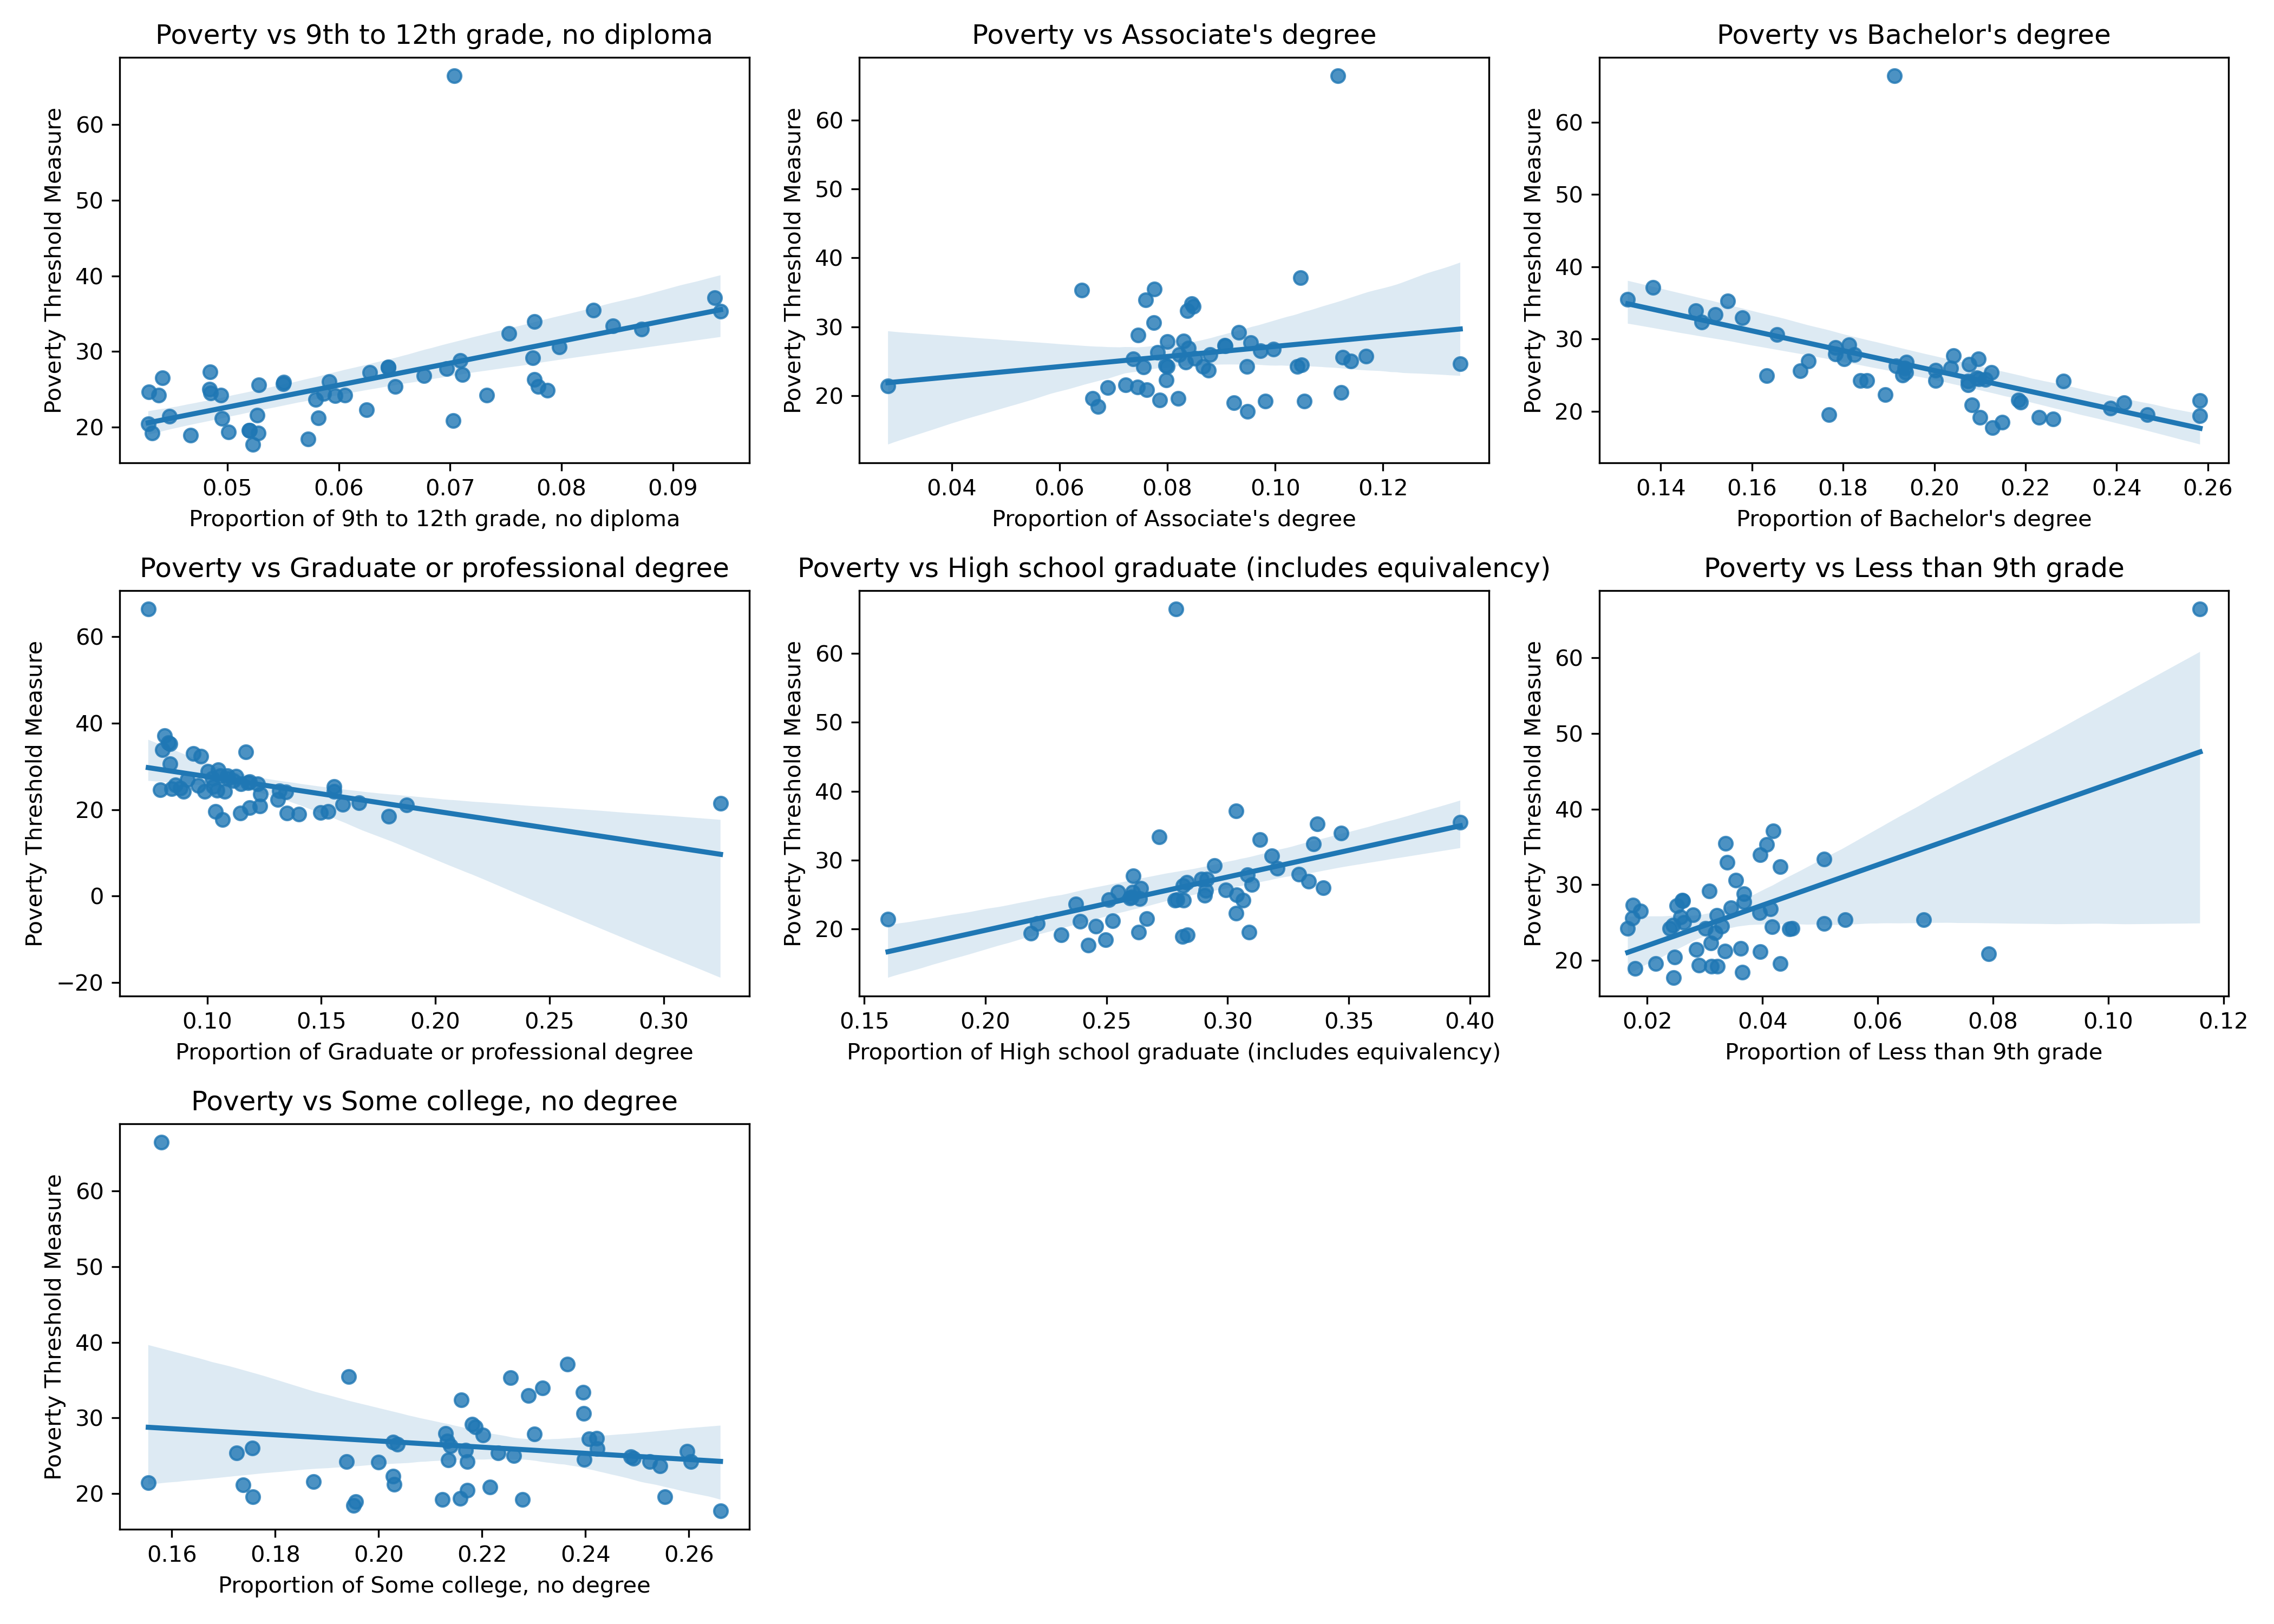 Poverty vs 9th to 12th grade, no diploma
Poverty Threshold Measure
60
50
40
30
20
0.05 0.06 0.07 0.08 0.09
Proportion of 9th to 12th grade, no diploma
Poverty vs Associate's degree
Poverty Threshold Measure
60
50
40
30
20
0.04 0.06 0.08 0.10 0.12
Proportion of Associate's degree
Poverty vs Bachelor's degree
Poverty Threshold Measure
60
50
40
30
20
0.14 0.16 0.18 0.20 0.22 0.24 0.26
Proportion of Bachelor's degree
Poverty vs Graduate or professional degree
Poverty Threshold Measure
60
40
20
0
−20
0.10 0.15 0.20 0.25 0.30
Proportion of Graduate or professional degree
Poverty vs High school graduate (includes equivalency)
Poverty Threshold Measure
60
50
40
30
20
0.15 0.20 0.25 0.30 0.35 0.40
Proportion of High school graduate (includes equivalency)
Poverty vs Less than 9th grade
Poverty Threshold Measure
60
50
40
30
20
0.02 0.04 0.06 0.08 0.10 0.12
Proportion of Less than 9th grade
Poverty vs Some college, no degree
Poverty Threshold Measure
60
50
40
30
20
0.16 0.18 0.20 0.22 0.24 0.26
Proportion of Some college, no degree